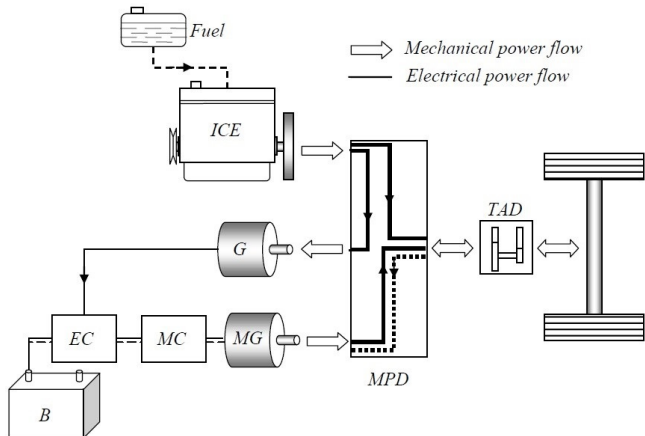 Fuel
Mechanical power flow
Electrical power flow
ICE
TAD
G
EC
MC
MG
MPD
B